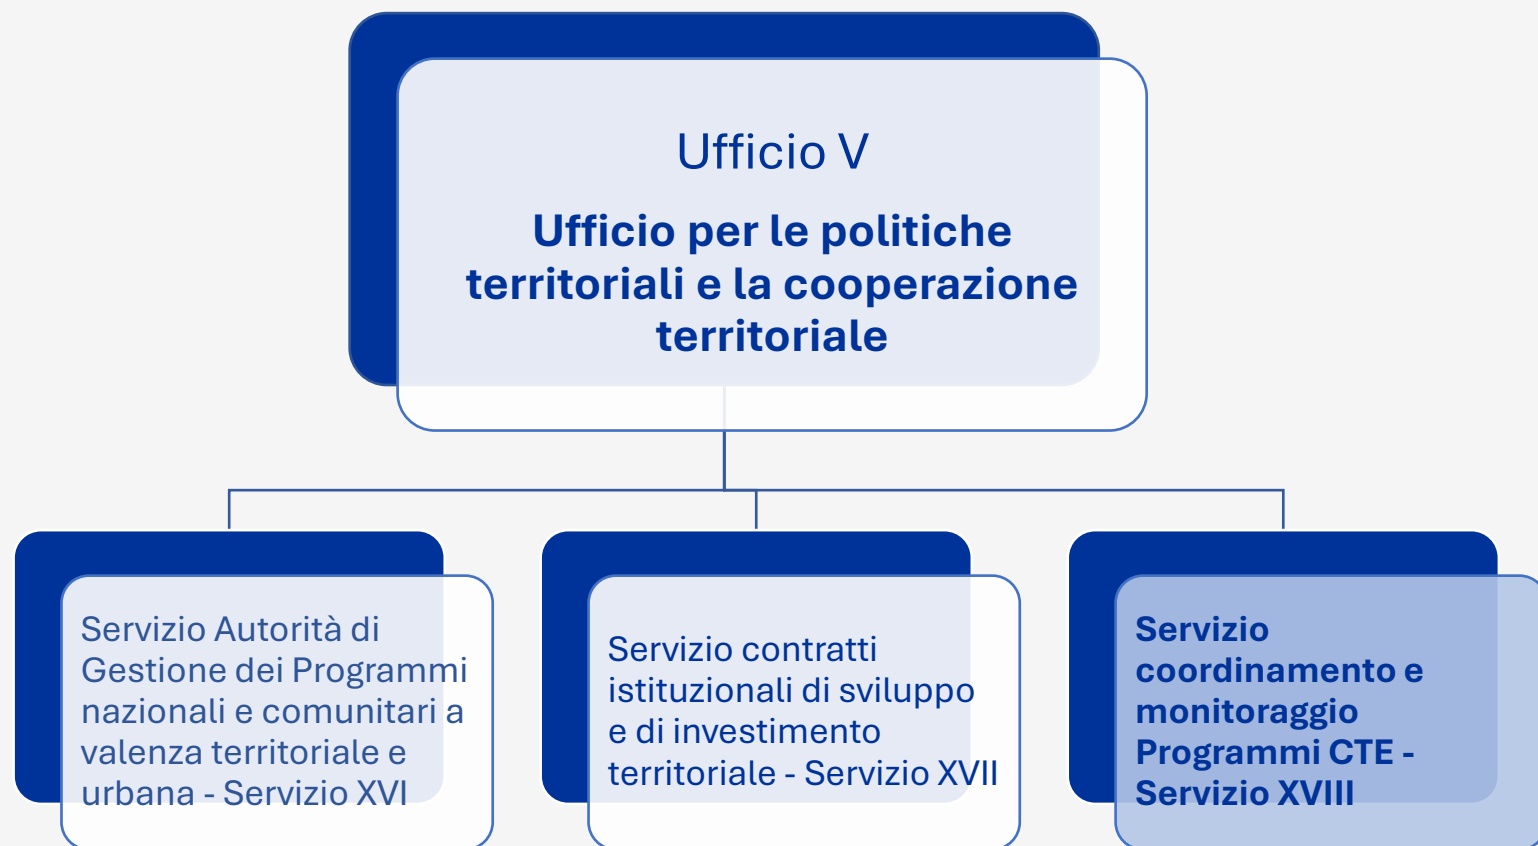 Ufficio V
Ufficio per le politiche
territoriali e la cooperazione
territoriale
Servizio Autorità di
Gestione dei Programmi
nazionali e comunitari a
valenza territoriale e
urbana - Servizio XVI
Servizio contratti
istituzionali di sviluppo
e di investimento
territoriale - Servizio XVII
Servizio
coordinamento e
monitoraggio
Programmi CTE -
Servizio XVIII